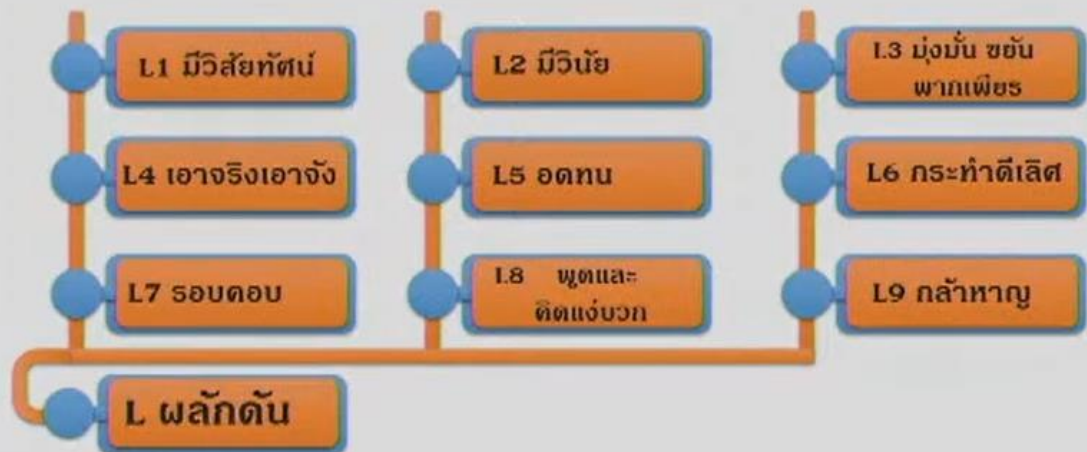 L1 มีวิสัยทัศน์
L2 มีวินัย
L3 มุ่งมั่น ขยัน
พากเพียร
L4 เอาจริงเอาจัง
L5 อดทน
L6 กระทำดีเลิศ
L7 รอบคอบ
L8 พูดและ
คิดแง่บวก
L9 กล้าหาญ
L ผลักดัน